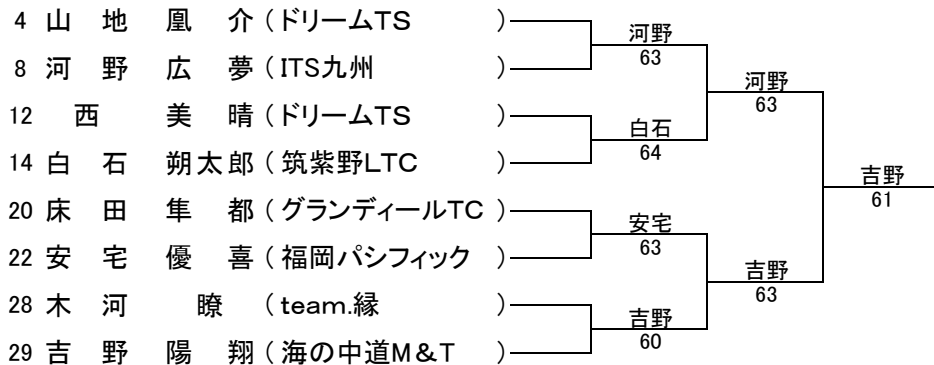 4 山 地 凰 介 (ドリームTS )
河野
63
8 河 野 広 夢 (ITS九州 )
河野
63
12 西 美 晴 (ドリームTS )
白石
64
14 白 石 朔太郎 (筑紫野LTC )
吉野
61
20 床 田 隼 都 (グランディールTC )
安宅
63
22 安 宅 優 喜 (福岡パシフィック )
吉野
63
28 木 河 瞭 (team.縁 )
吉野
60
29 吉 野 陽 翔 (海の中道M&T )